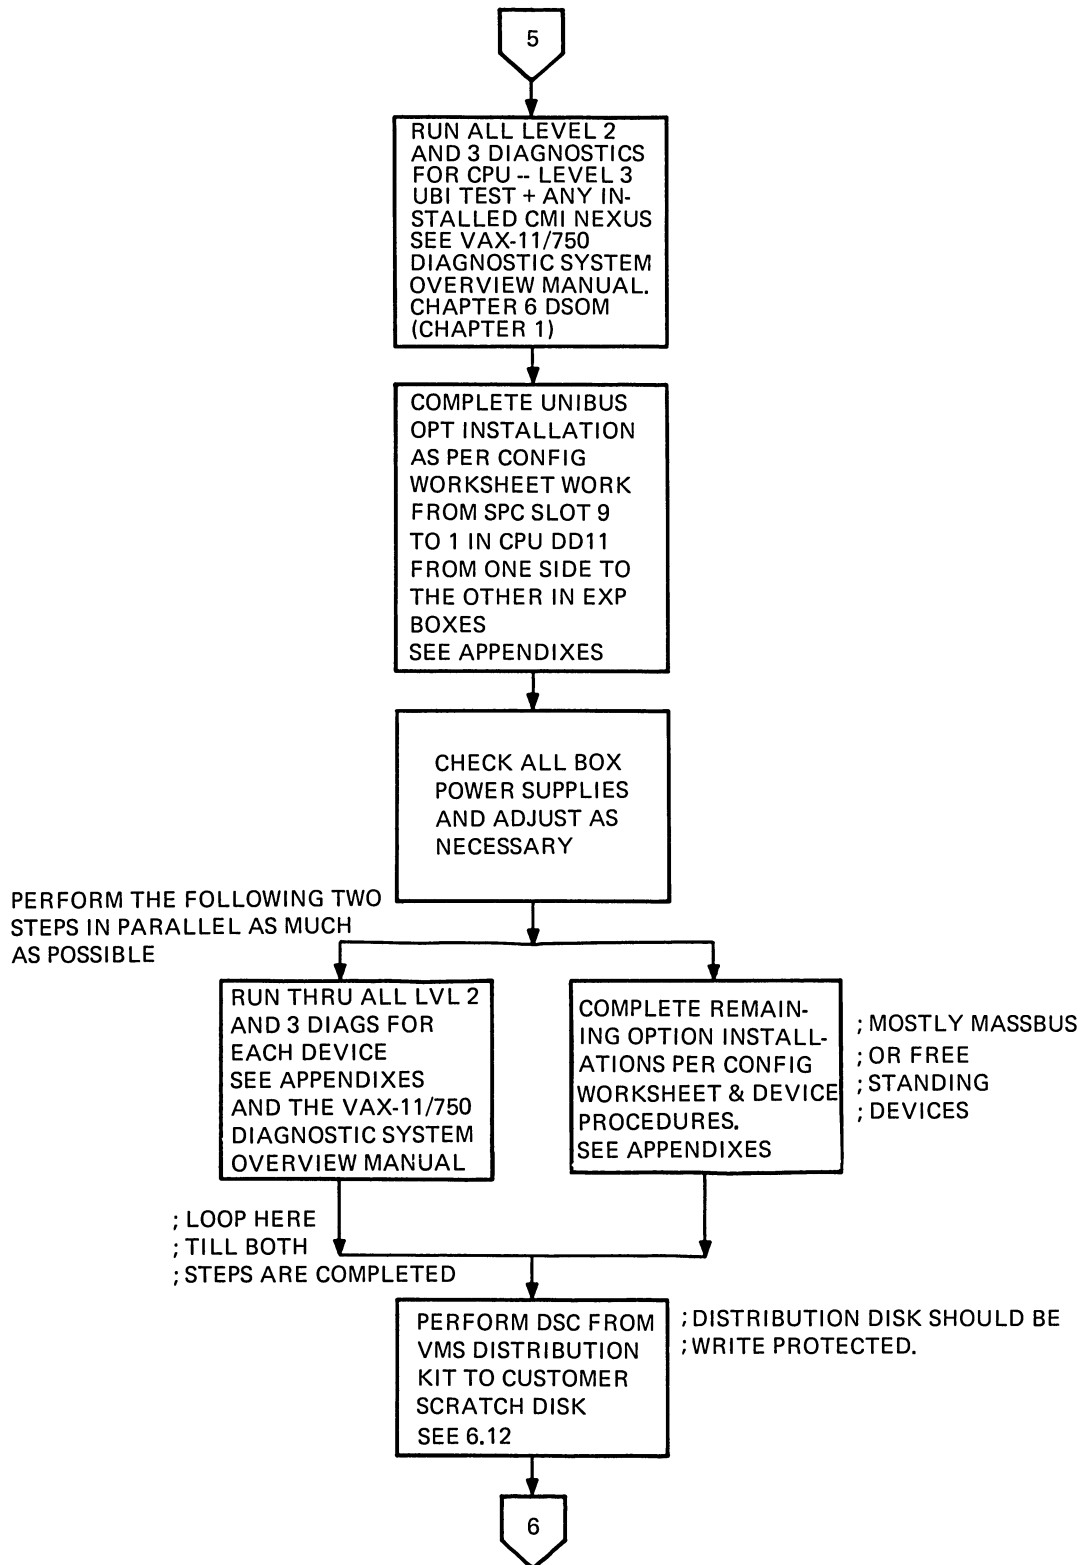 5
RUN ALL LEVEL 2
AND 3 DIAGNOSTICS
FOR CPU -- LEVEL 3
UBI TEST + ANY IN-
STALLED CMI NEXUS
SEE VAX-11/750
DIAGNOSTIC SYSTEM
OVERVIEW MANUAL.
CHAPTER 6 DSOM
(CHAPTER 1)
COMPLETE UNIBUS
OPT INSTALLATION
AS PER CONFIG
WORKSHEET WORK
FROM SPC SLOT 9
TO 1 IN CPU DD11
FROM ONE SIDE TO
THE OTHER IN EXP
BOXES
SEE APPENDIXES
CHECK ALL BOX
POWER SUPPLIES
AND ADJUST AS
NECESSARY
PERFORM THE FOLLOWING TWO
STEPS IN PARALLEL AS MUCH
AS POSSIBLE
RUN THRU ALL LVL 2
AND 3 DIAGS FOR
EACH DEVICE
SEE APPENDIXES
AND THE VAX-11/750
DIAGNOSTIC SYSTEM
OVERVIEW MANUAL
COMPLETE REMAIN-
ING OPTION INSTALL-
ATIONS PER CONFIG
WORKSHEET & DEVICE
PROCEDURES.
SEE APPENDIXES
; MOSTLY MASSBUS
; OR FREE
; STANDING
; DEVICES
; LOOP HERE
; TILL BOTH
; STEPS ARE COMPLETED
PERFORM DSC FROM
VMS DISTRIBUTION
KIT TO CUSTOMER
SCRATCH DISK
SEE 6.12
; DISTRIBUTION DISK SHOULD BE
; WRITE PROTECTED.
6